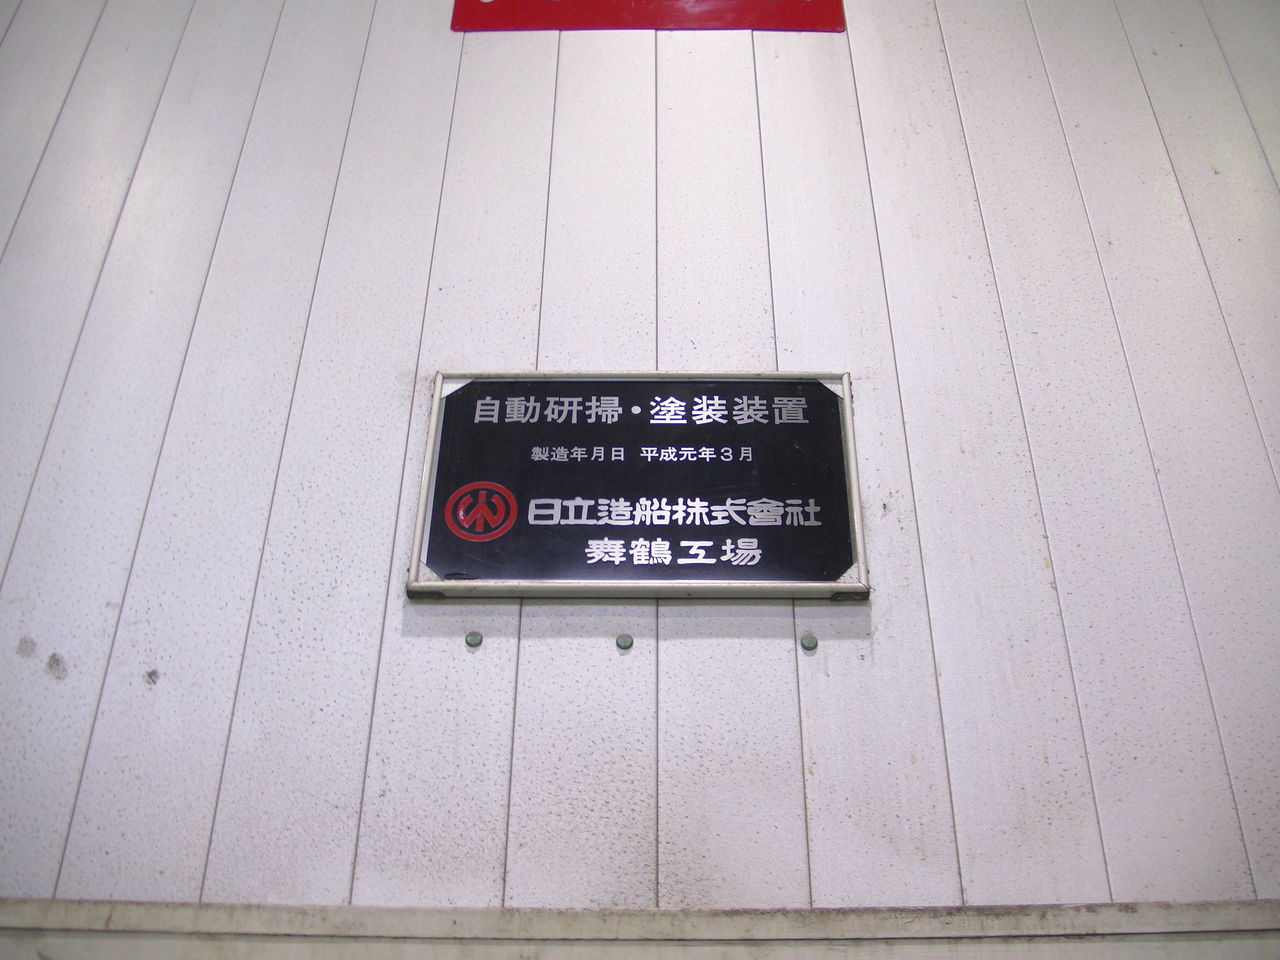 自動研掃・塗装装置
製造年月日 平成元年3月
日立造船株式會社
舞鶴工場